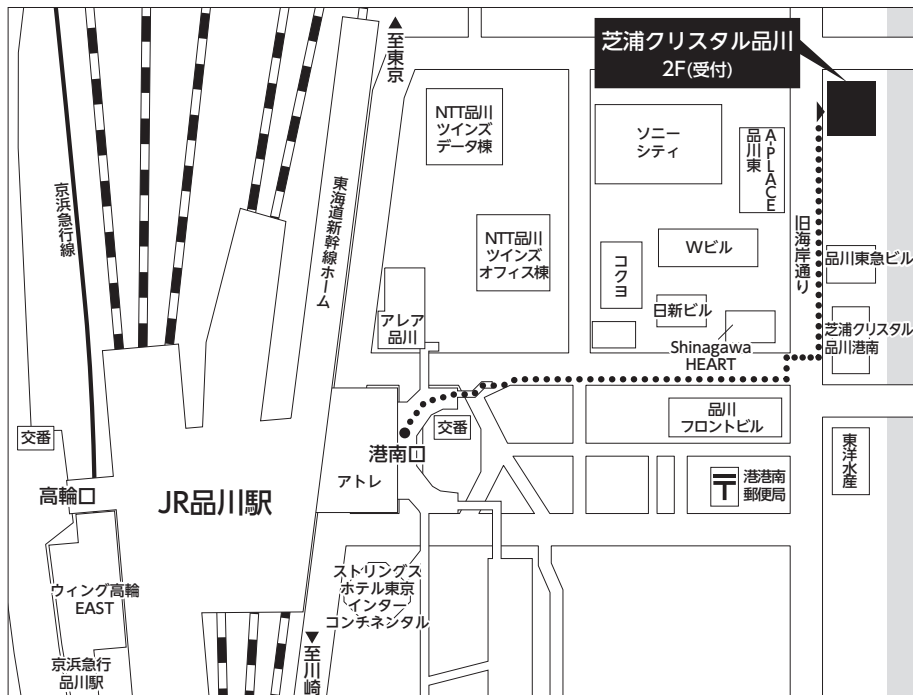 芝浦クリスタル品川
2F(受付)
至東京
NTT品川
ツインズ
データ棟
ソニー
シティ
A-PLACE
品川東
京浜急行線
東海道新幹線ホーム
旧海岸通り
NTT品川
ツインズ
オフィス棟
コクヨ
Wビル
品川東急ビル
日新ビル
アレア
品川
芝浦クリスタル
品川港南
Shinagawa
HEART
交番
交番
品川
フロントビル
港南口
東洋水産
高輪口
JR品川駅
アトレ
〒
港港南
郵便局
ストリングス
ホテル東京
インター
コンチネンタル
ウィング高輪
EAST
至川崎
京浜急行
品川駅